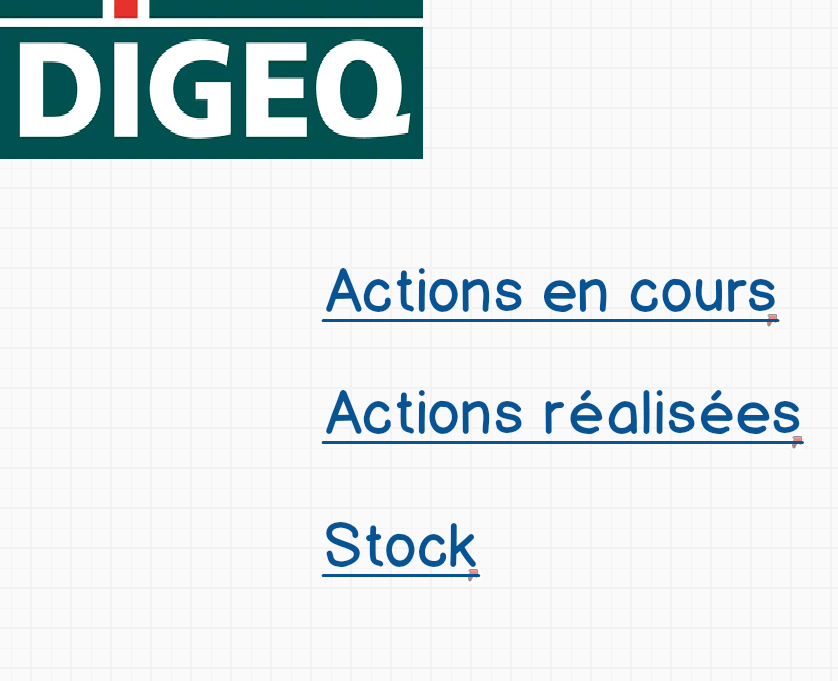 DIGEQ
Actions en cours
Actions réalisées
Stock